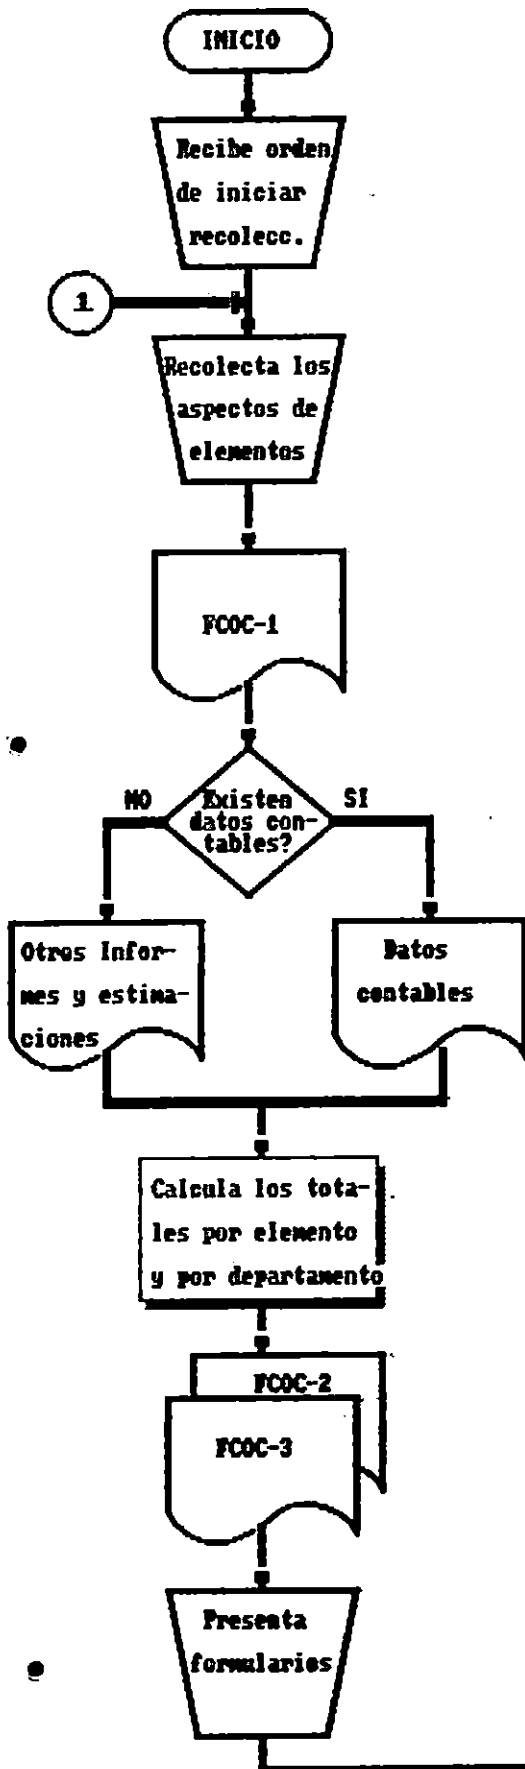 INICIO
Recibe orden
de iniciar
recolecc.
1
Recolecta los
aspectos de
elementos
FCOC-1
NO
SI
Existen
datos con-
tables?
Otros Infor-
mes y estima-
ciones
Datos
contables
Calcula los tota-
les por elemento
y por departamento
FCOC-2
FCOC-3
Presenta
formularios